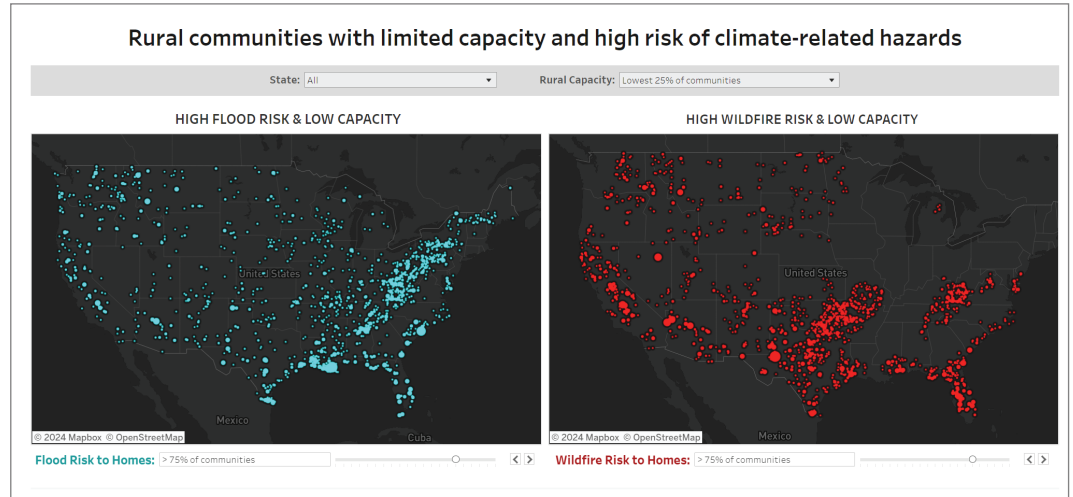 Rural communities with limited capacity and high risk of climate-related hazards
State: All Rural Capacity: Lowest 25% of communities
HIGH FLOOD RISK & LOW CAPACITY
United States
Mexico
Cuba
© 2024 Mapbox © OpenStreetMap
Flood Risk to Homes: > 75% of communities
HIGH WILDFIRE RISK & LOW CAPACITY
United States
Mexico
© 2024 Mapbox © OpenStreetMap
Wildfire Risk to Homes: > 75% of communities